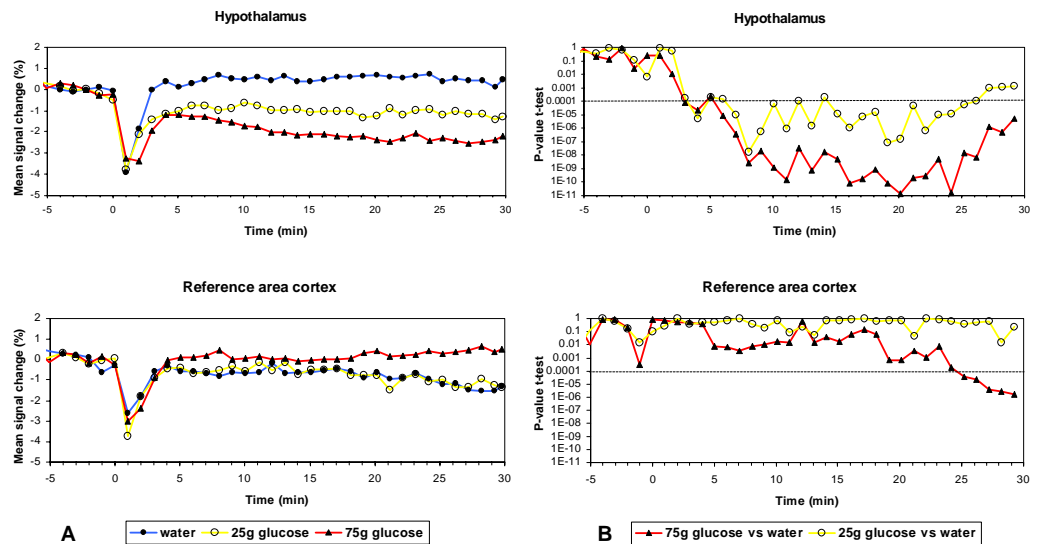 Hypothalamus
Mean signal change (%)
2
1
0
-1
-2
-3
-4
-5
-5 0 5 10 15 20 25 30
Time (min)
Hypothalamus
P-value t-test
1
0.1
0.01
0.001
0.0001
1E-05
1E-06
1E-07
1E-08
1E-09
1E-10
1E-11
-5 0 5 10 15 20 25 30
Time (min)
Reference area cortex
Mean signal change (%)
2
1
0
-1
-2
-3
-4
-5
-5 0 5 10 15 20 25 30
Time (min)
A
water 25g glucose 75g glucose
Reference area cortex
P-value t-test
1
0.1
0.01
0.001
0.0001
1E-05
1E-06
1E-07
1E-08
1E-09
1E-10
1E-11
-5 0 5 10 15 20 25 30
Time (min)
B
75g glucose vs water 25g glucose vs water